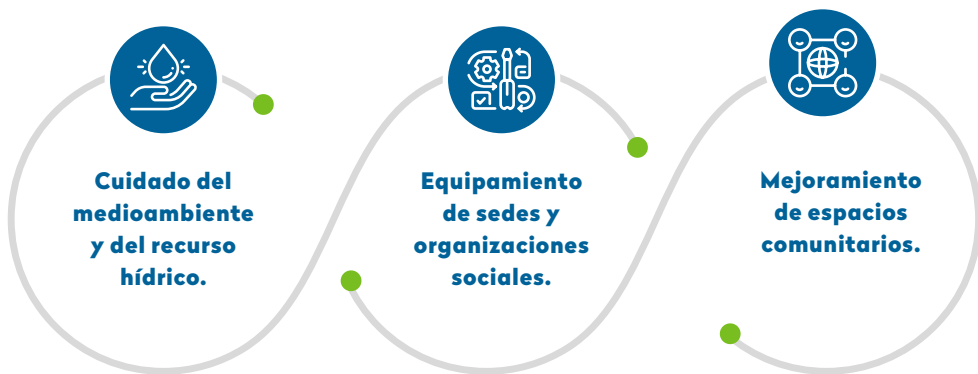 Cuidado del
medioambiente
y del recurso
hídrico.
Equipamiento
de sedes y
organizaciones
sociales.
Mejoramiento
de espacios
comunitarios.